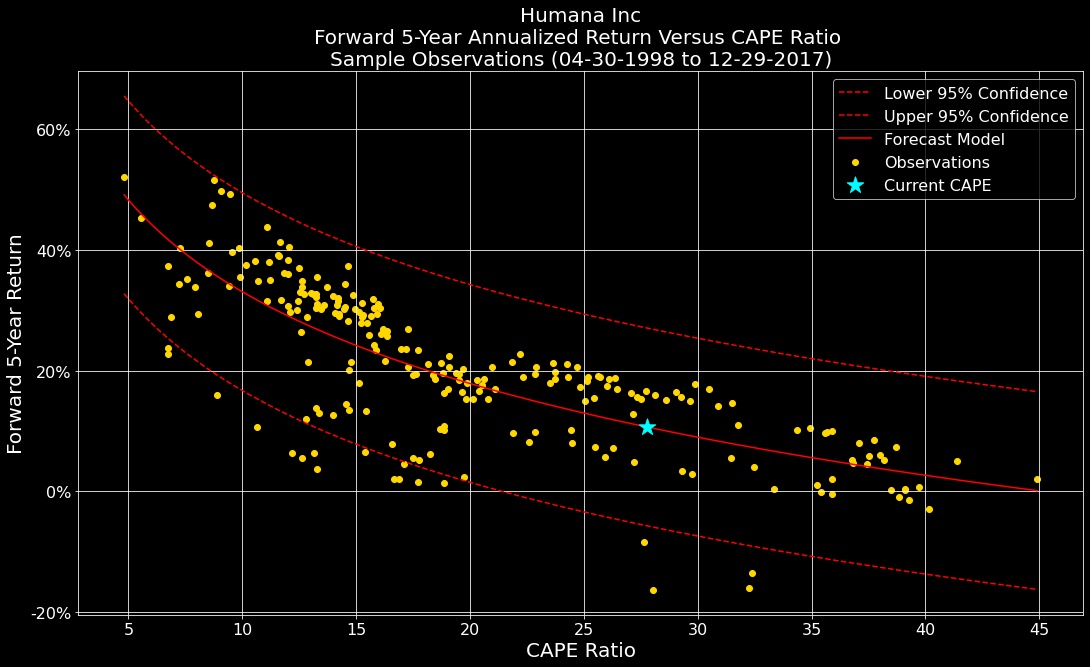 Humana Inc
Forward 5-Year Annualized Return Versus CAPE Ratio
Sample Observations (04-30-1998 to 12-29-2017)
Lower 95% Confidence
Upper 95% Confidence
Forecast Model
Observations
Current CAPE
Forward 5-Year Return
60%
40%
20%
0%
-20%
5 10 15 20 25 30 35 40 45
CAPE Ratio